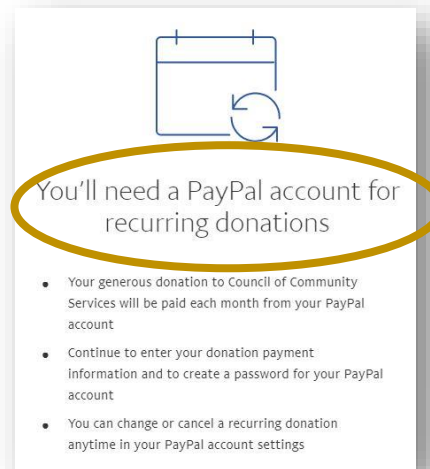 You'll need a PayPal account for
recurring donations
• Your generous donation to Council of Community
Services will be paid each month from your PayPal
account
• Continue to enter your donation payment
information and to create a password for your PayPal
account
• You can change or cancel a recurring donation
anytime in your PayPal account settings